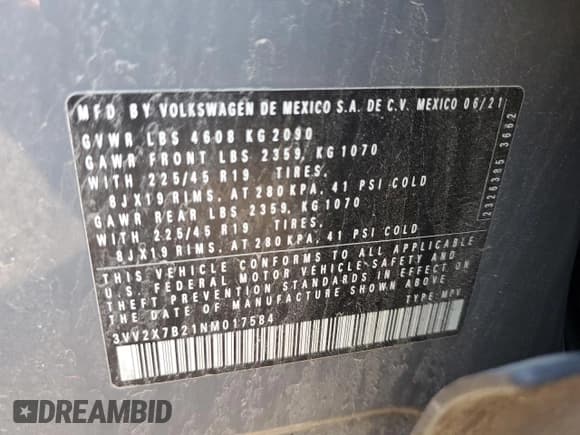 MFD. BY VOLKSWAGEN DE MEXICO S.A. DE C.V. MEXICO 06/21
GVWR LBS 4608 KG 2090
GAWR FRONT LBS 2359, KG 1070
WITH 225/45 R19 TIRES,
8JX19 RIMS, AT 280 KPA, 41 PSI COLD
GAWR REAR LBS 2359, KG 1070
WITH 225/45 R19 TIRES,
8JX19 RIMS, AT 280 KPA, 41 PSI COLD
THIS VEHICLE CONFORMS TO ALL APPLICABLE
U.S. FEDERAL MOTOR VEHICLE SAFETY AND
THEFT PREVENTION STANDARDS IN EFFECT ON
THE DATE OF MANUFACTURE SHOWN ABOVE
TYPE MPV
3VV2X7B21NM017584
2326385 3662
DREAMBID